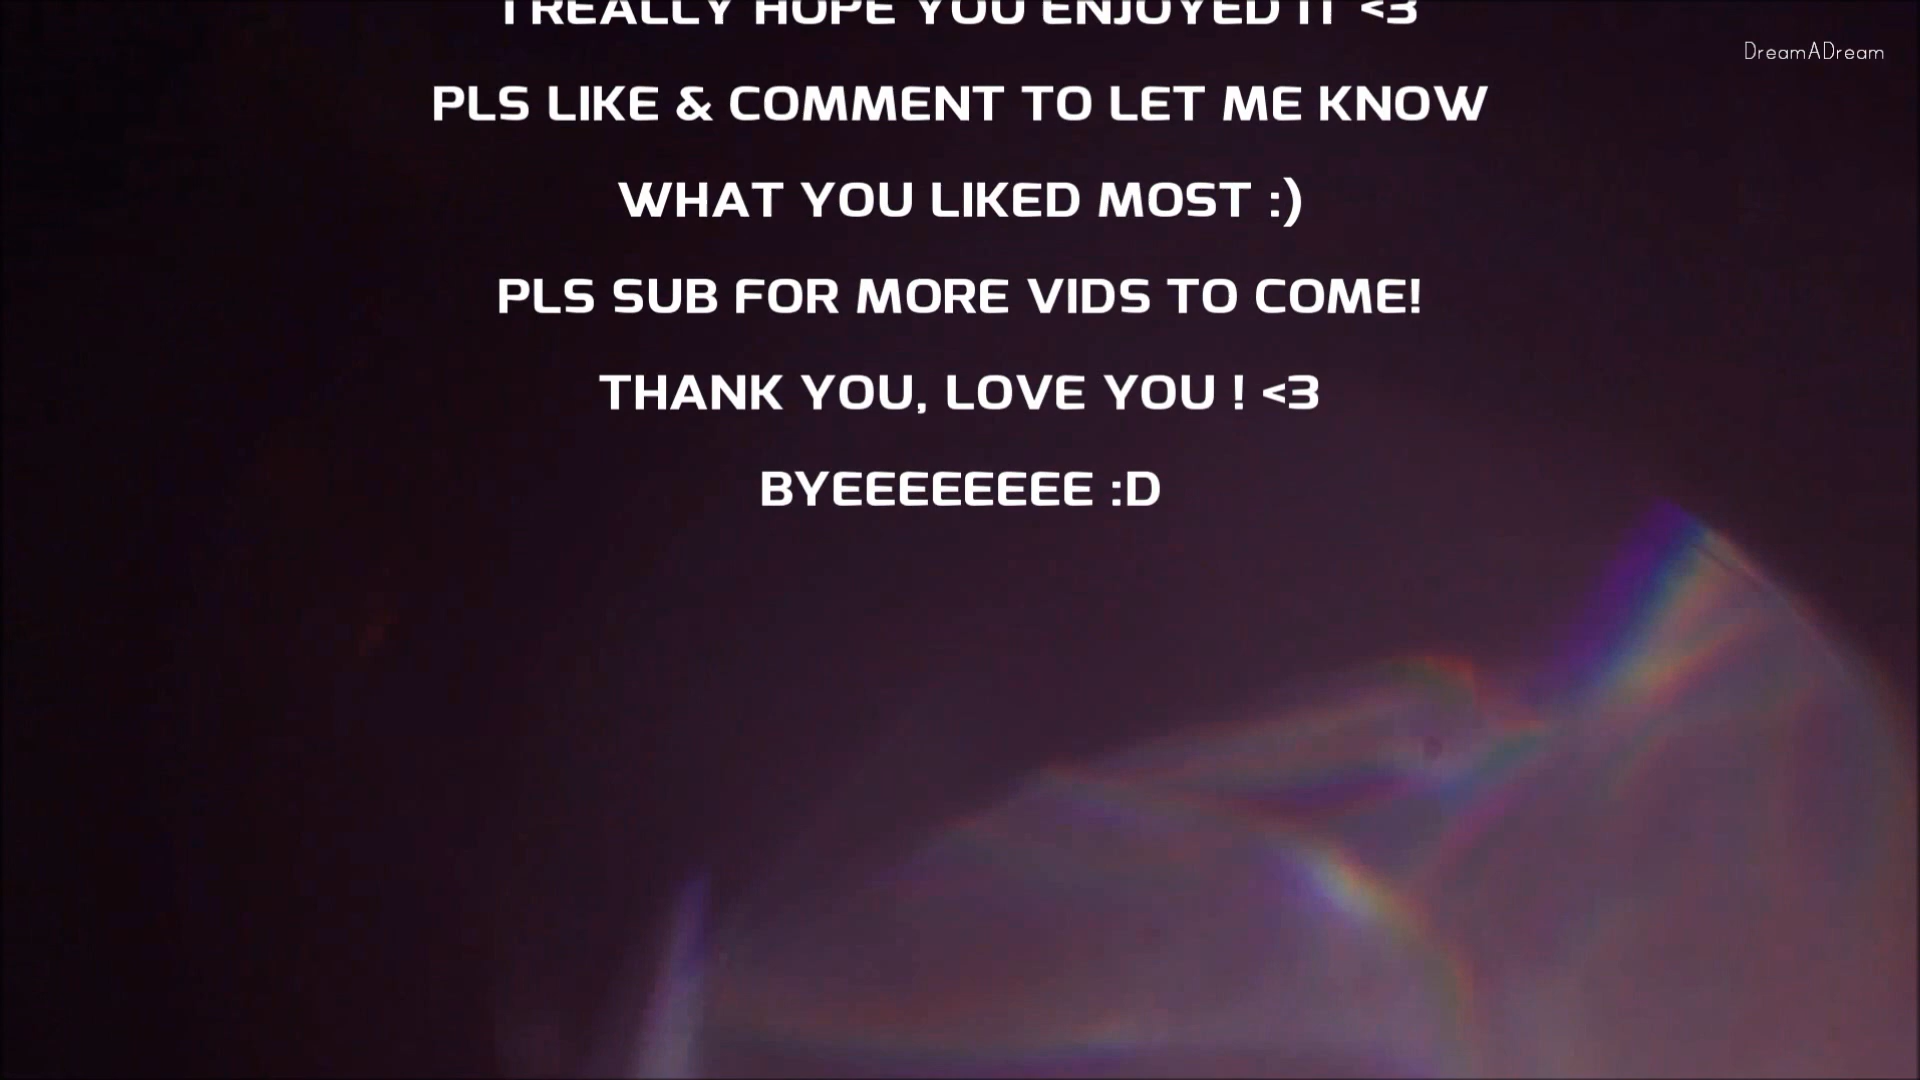 I REALLY HOPE YOU ENJOYED IT <3
DreamADream
PLS LIKE & COMMENT TO LET ME KNOW
WHAT YOU LIKED MOST :)
PLS SUB FOR MORE VIDS TO COME!
THANK YOU, LOVE YOU ! <3
BYEEEEEEEE :D